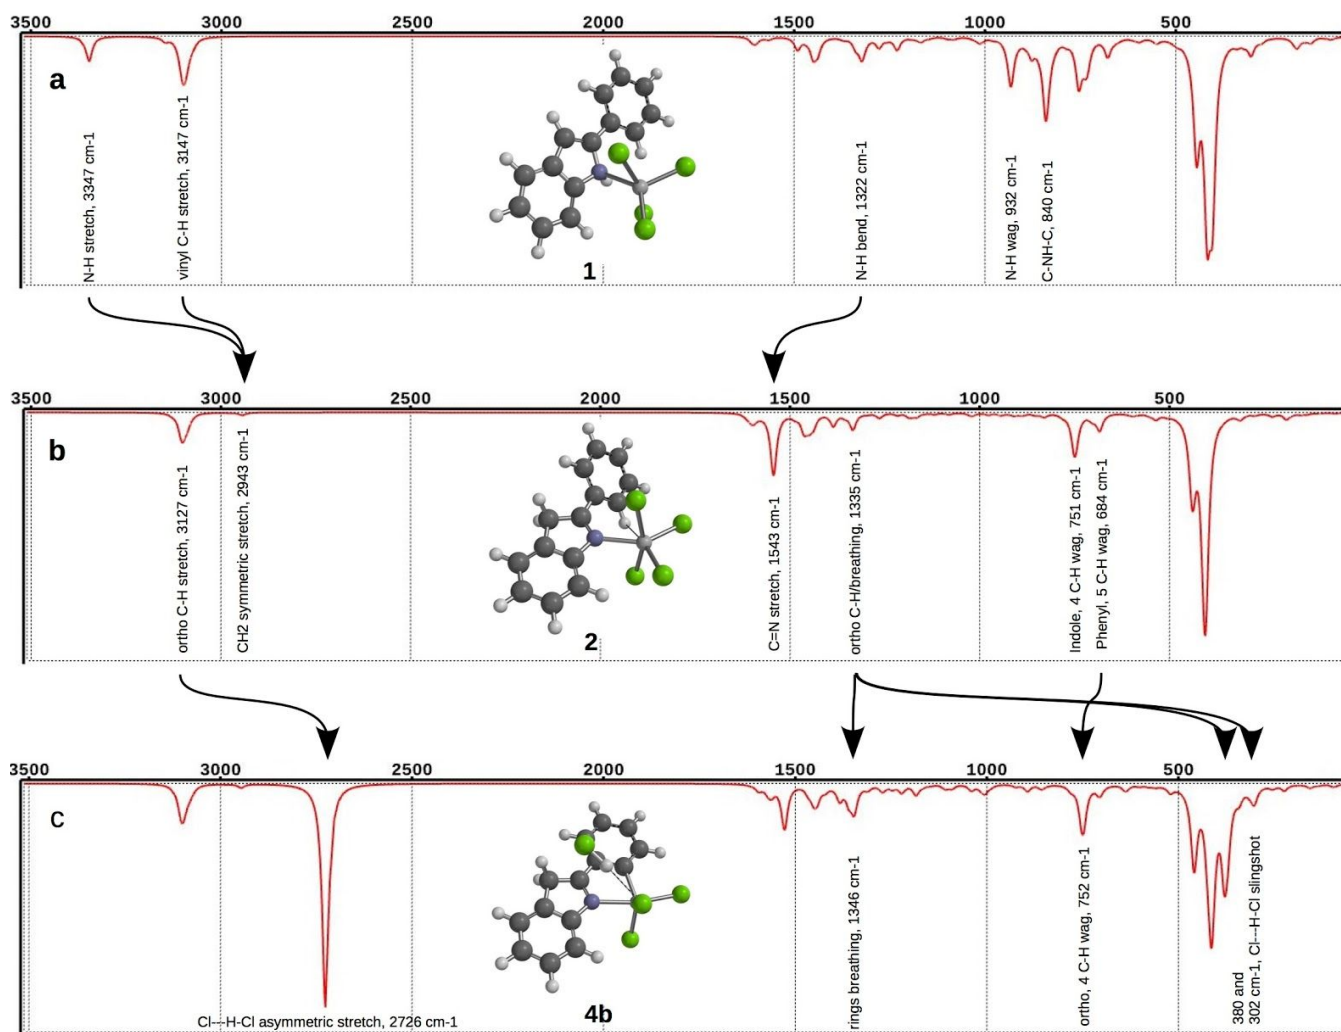 3500 3000 2500 2000 1500 1000 500
a
N-H stretch, 3347 cm-1
vinyl C-H stretch, 3147 cm-1
1
N-H bend, 1322 cm-1
N-H wag, 932 cm-1
C-NH-C, 840 cm-1
3500 3000 2500 2000 1500 1000 500
b
ortho C-H stretch, 3127 cm-1
CH2 symmetric stretch, 2943 cm-1
2
C=N stretch, 1543 cm-1
ortho C-H/breathing, 1335 cm-1
Indole, 4 C-H wag, 751 cm-1
Phenyl, 5 C-H wag, 684 cm-1
3500 3000 2500 2000 1500 1000 500
c
Cl---H-Cl asymmetric stretch, 2726 cm-1
4b
rings breathing, 1346 cm-1
ortho, 4 C-H wag, 752 cm-1
380 and
302 cm-1, Cl---H-Cl slingshot